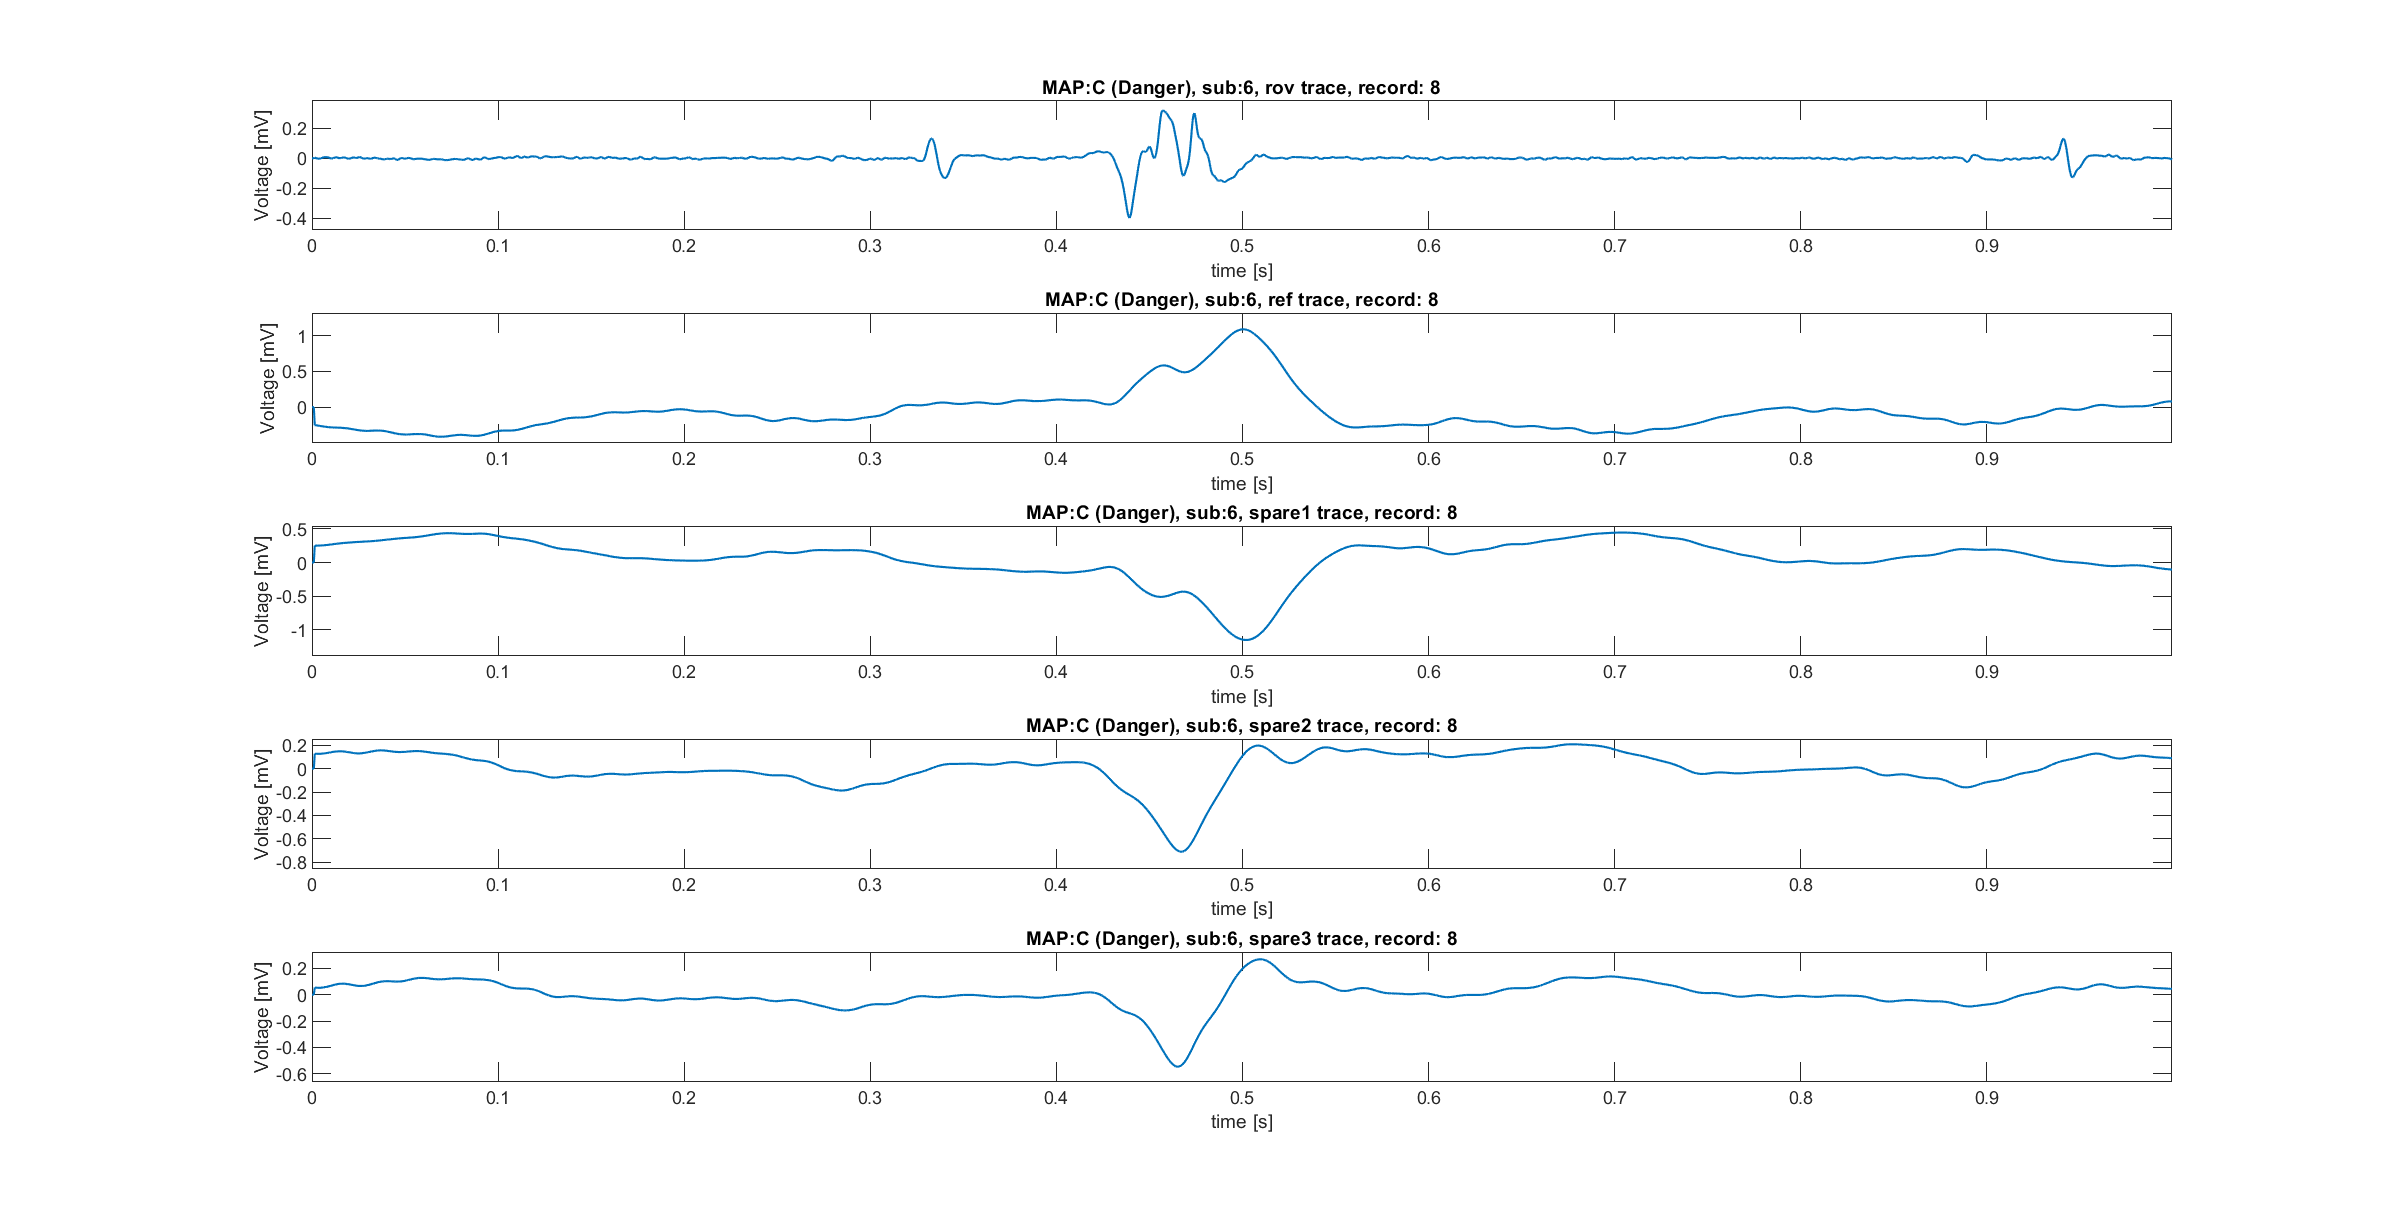 MAP:C (Danger), sub:6, rov trace, record: 8
Voltage [mV]
0.2
0
-0.2
-0.4
0 0.1 0.2 0.3 0.4 0.5 0.6 0.7 0.8 0.9
time [s]
MAP:C (Danger), sub:6, ref trace, record: 8
Voltage [mV]
1
0.5
0
0 0.1 0.2 0.3 0.4 0.5 0.6 0.7 0.8 0.9
time [s]
MAP:C (Danger), sub:6, spare1 trace, record: 8
Voltage [mV]
0.5
0
-0.5
-1
0 0.1 0.2 0.3 0.4 0.5 0.6 0.7 0.8 0.9
time [s]
MAP:C (Danger), sub:6, spare2 trace, record: 8
Voltage [mV]
0.2
0
-0.2
-0.4
-0.6
-0.8
0 0.1 0.2 0.3 0.4 0.5 0.6 0.7 0.8 0.9
time [s]
MAP:C (Danger), sub:6, spare3 trace, record: 8
Voltage [mV]
0.2
0
-0.2
-0.4
-0.6
0 0.1 0.2 0.3 0.4 0.5 0.6 0.7 0.8 0.9
time [s]